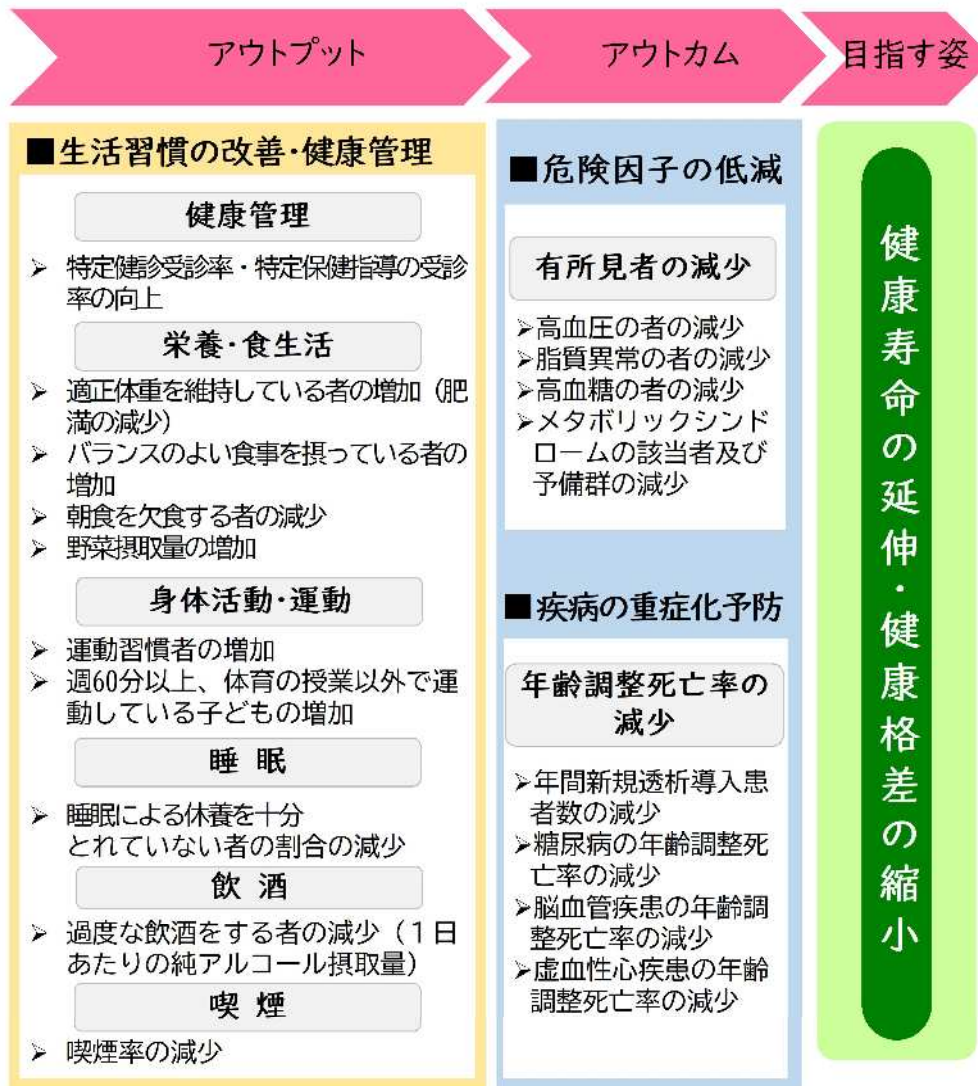 アウトプット
アウトカム
目指す姿
■生活習慣の改善・健康管理
健康管理
➢ 特定健診受診率・特定保健指導の受診
率の向上
栄養・食生活
➢ 適正体重を維持している者の増加（肥
満の減少）
➢ バランスのよい食事を摂っている者の
増加
➢ 朝食を欠食する者の減少
➢ 野菜摂取量の増加
身体活動・運動
➢ 運動習慣者の増加
➢ 週60分以上、体育の授業以外で運
動している子どもの増加
睡 眠
➢ 睡眠による休養を十分
とれていない者の割合の減少
飲 酒
➢ 過度な飲酒をする者の減少（１日
あたりの純アルコール摂取量）
喫 煙
➢ 喫煙率の減少
■危険因子の低減
有所見者の減少
➢高血圧の者の減少
➢脂質異常の者の減少
➢高血糖の者の減少
➢メタボリックシンド
ロームの該当者及び
予備群の減少
■疾病の重症化予防
年齢調整死亡率の
減少
➢年間新規透析導入患
者数の減少
➢糖尿病の年齢調整死
亡率の減少
➢脳血管疾患の年齢調
整死亡率の減少
➢虚血性心疾患の年齢
調整死亡率の減少
健康寿命の延伸・健康格差の縮小